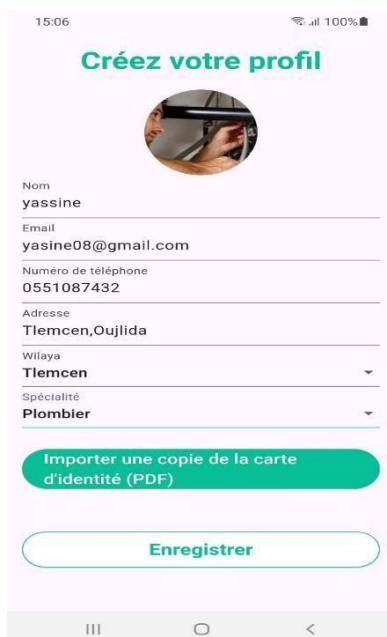 15:06
100%
Créez votre profil
Nom
yassine
Email
yasine08@gmail.com
Numéro de téléphone
0551087432
Adresse
Tlemcen,Oujlida
Wilaya
Tlemcen
Spécialité
Plombier
Importer une copie de la carte
d'identité (PDF)
Enregistrer